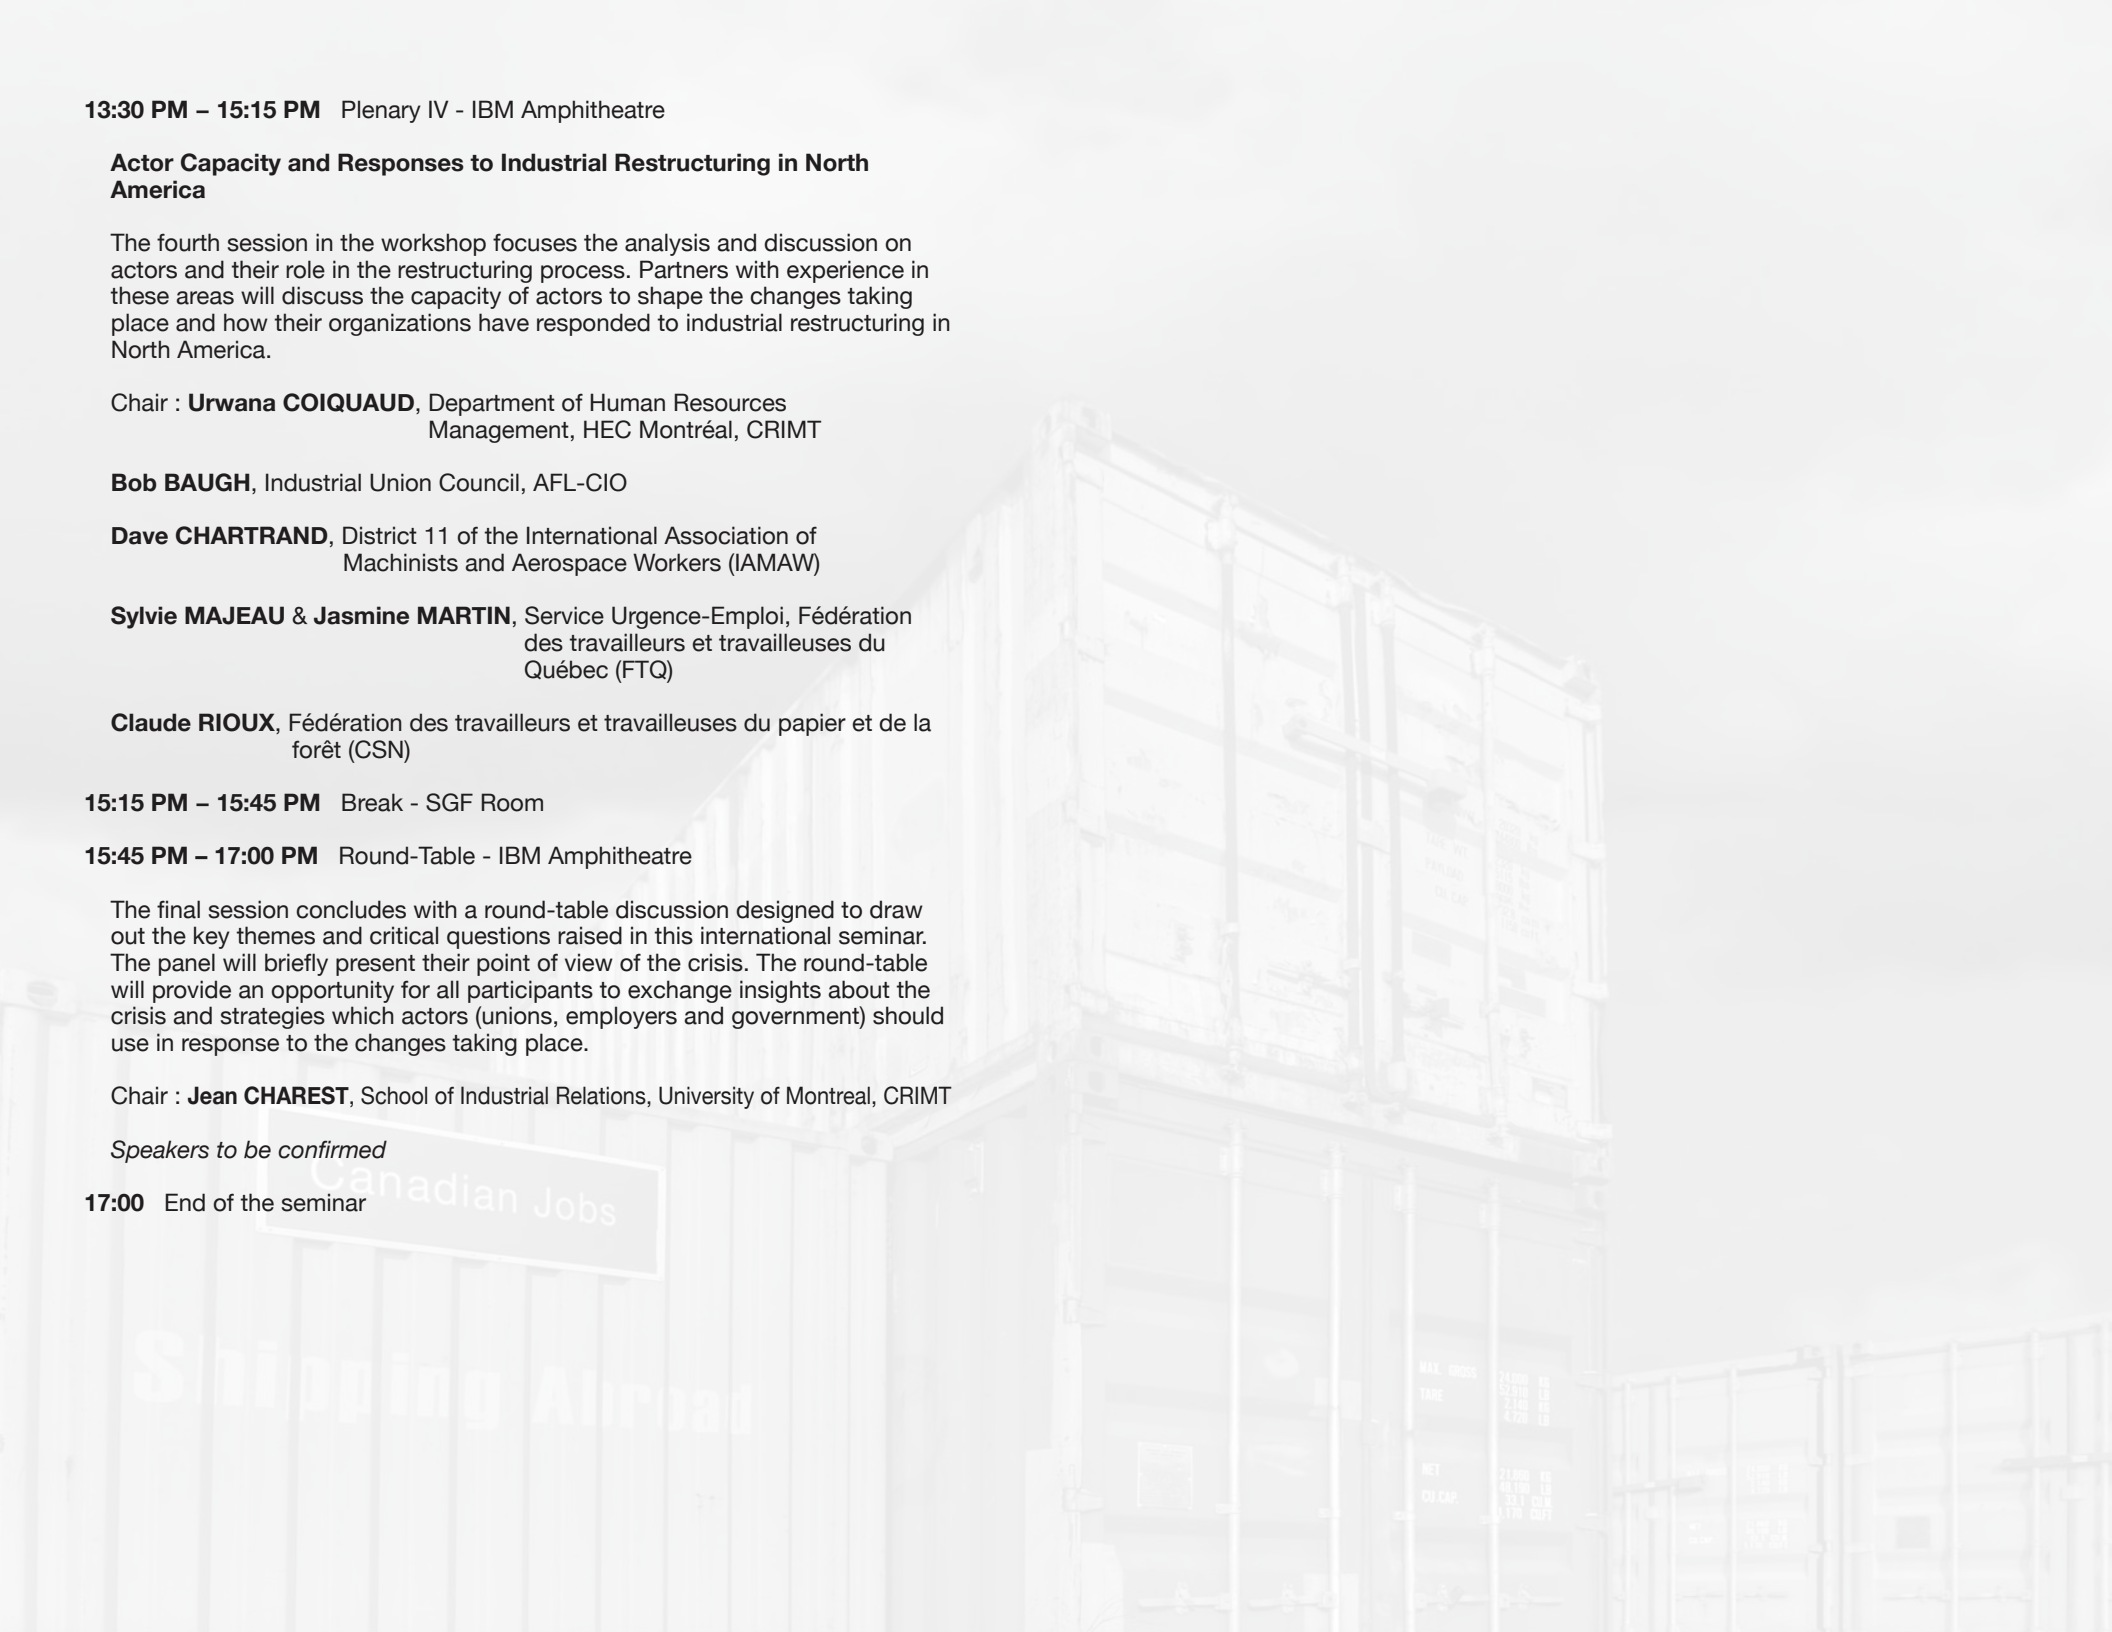 13:30 PM – 15:15 PM Plenary IV - IBM Amphitheatre
Actor Capacity and Responses to Industrial Restructuring in North
America
The fourth session in the workshop focuses the analysis and discussion on
actors and their role in the restructuring process. Partners with experience in
these areas will discuss the capacity of actors to shape the changes taking
place and how their organizations have responded to industrial restructuring in
North America.
Chair : Urwana COIQUAUD, Department of Human Resources
Management, HEC Montréal, CRIMT
Bob BAUGH, Industrial Union Council, AFL-CIO
Dave CHARTRAND, District 11 of the International Association of
Machinists and Aerospace Workers (IAMAW)
Sylvie MAJEAU & Jasmine MARTIN, Service Urgence-Emploi, Fédération
des travailleurs et travailleuses du
Québec (FTQ)
Claude RIOUX, Fédération des travailleurs et travailleuses du papier et de la
forêt (CSN)
15:15 PM – 15:45 PM Break - SGF Room
15:45 PM – 17:00 PM Round-Table - IBM Amphitheatre
The final session concludes with a round-table discussion designed to draw
out the key themes and critical questions raised in this international seminar.
The panel will briefly present their point of view of the crisis. The round-table
will provide an opportunity for all participants to exchange insights about the
crisis and strategies which actors (unions, employers and government) should
use in response to the changes taking place.
Chair : Jean CHAREST, School of Industrial Relations, University of Montreal, CRIMT
Speakers to be confirmed
17:00 End of the seminar
Canadian Jobs
Shipping Abroad
MAX. GROSS
TARE
NET
CU.CAP.